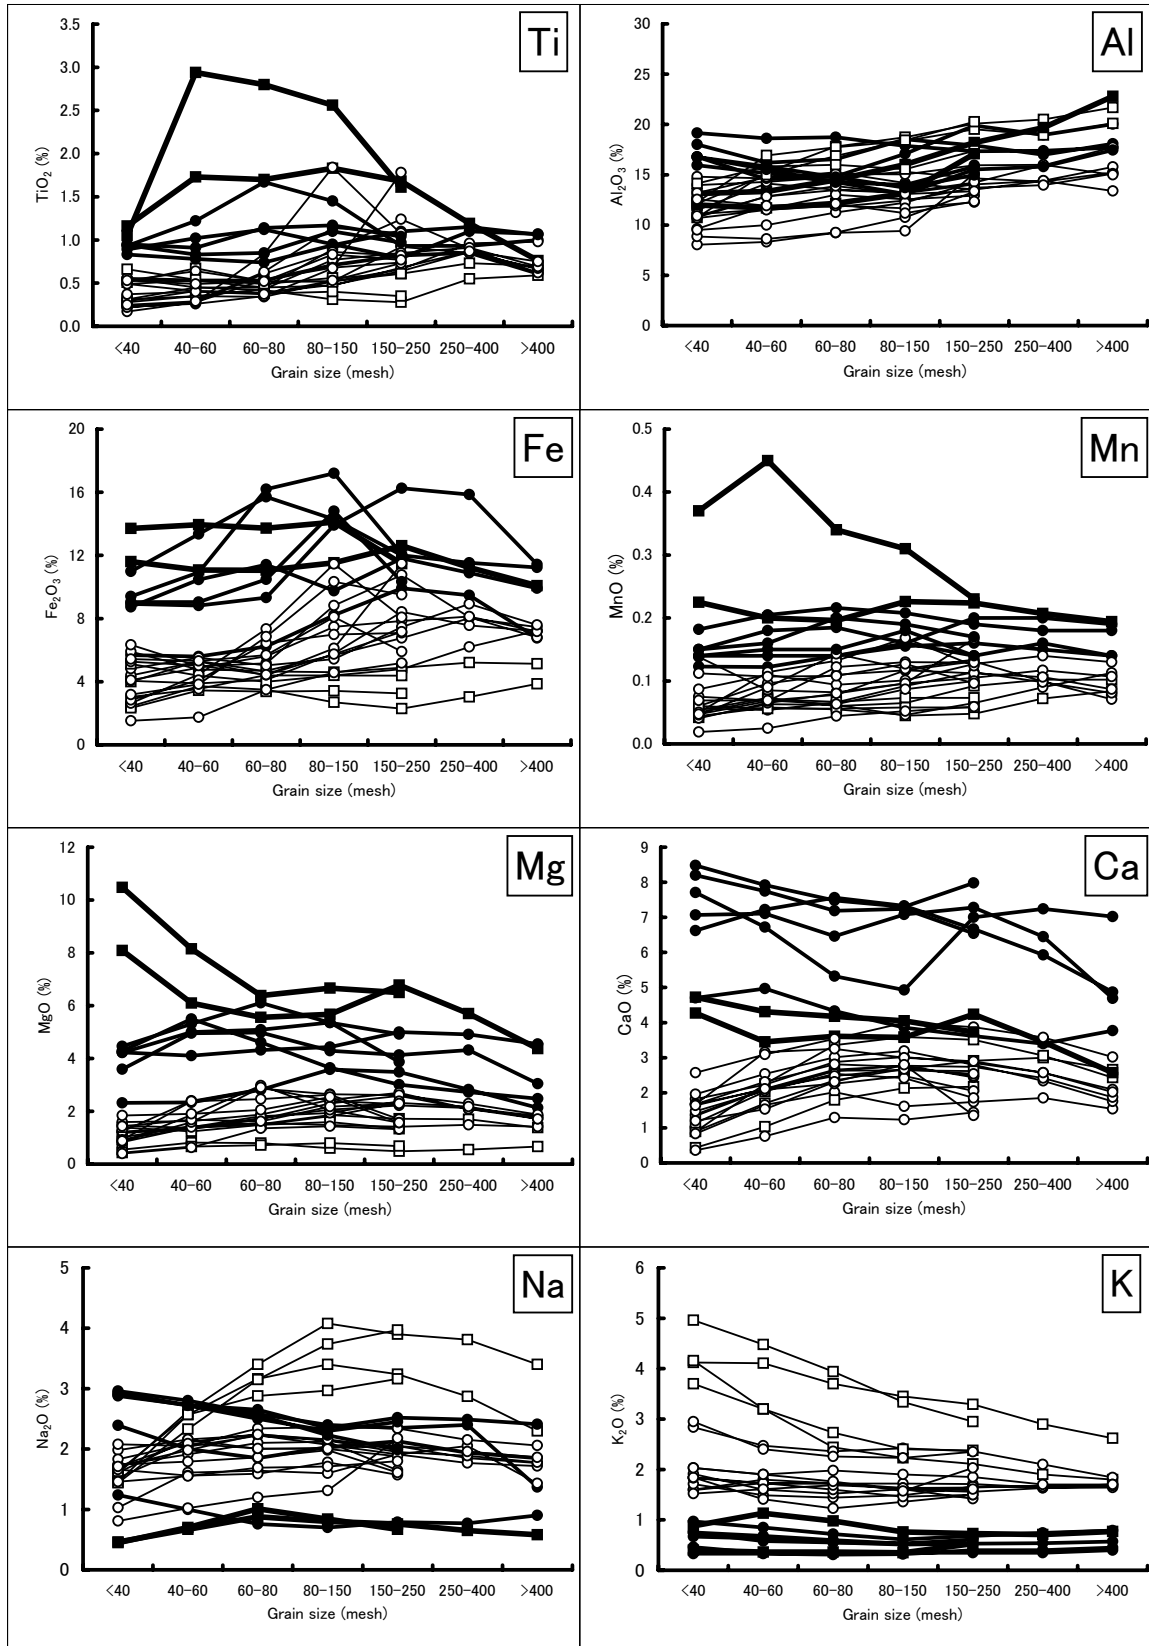 Ti
3.5
3.0
2.5
2.0
1.5
1.0
0.5
0.0
TiO2 (%)
<40 40-60 60-80 80-150 150-250 250-400 >400
Grain size (mesh)
Al
30
25
20
15
10
5
0
Al2O3 (%)
<40 40-60 60-80 80-150 150-250 250-400 >400
Grain size (mesh)
Fe
20
16
12
8
4
0
Fe2O3 (%)
<40 40-60 60-80 80-150 150-250 250-400 >400
Grain size (mesh)
Mn
0.5
0.4
0.3
0.2
0.1
0.0
MnO (%)
<40 40-60 60-80 80-150 150-250 250-400 >400
Grain size (mesh)
Mg
12
10
8
6
4
2
0
MgO (%)
<40 40-60 60-80 80-150 150-250 250-400 >400
Grain size (mesh)
Ca
9
8
7
6
5
4
3
2
1
0
CaO (%)
<40 40-60 60-80 80-150 150-250 250-400 >400
Grain size (mesh)
Na
5
4
3
2
1
0
Na2O (%)
<40 40-60 60-80 80-150 150-250 250-400 >400
Grain size (mesh)
K
6
5
4
3
2
1
0
K2O (%)
<40 40-60 60-80 80-150 150-250 250-400 >400
Grain size (mesh)